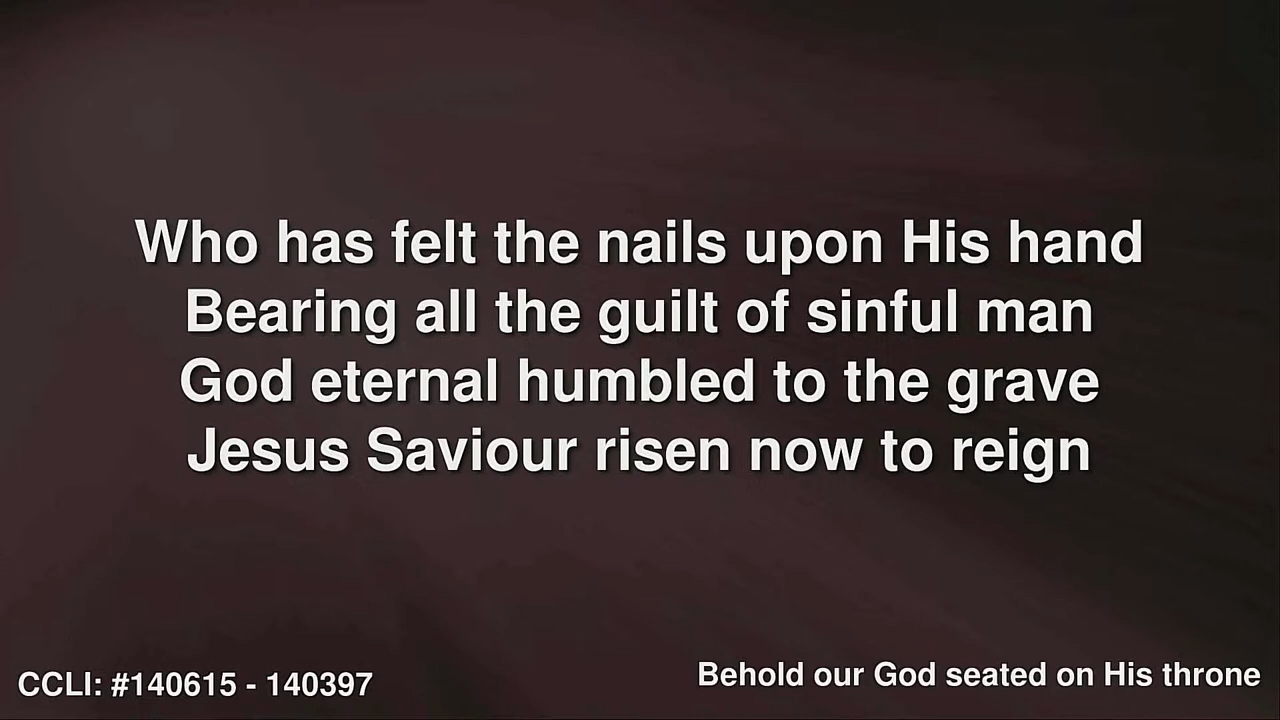 Who has felt the nails upon His hand
Bearing all the guilt of sinful man
God eternal humbled to the grave
Jesus Saviour risen now to reign
CCLI: #140615 - 140397
Behold our God seated on His throne